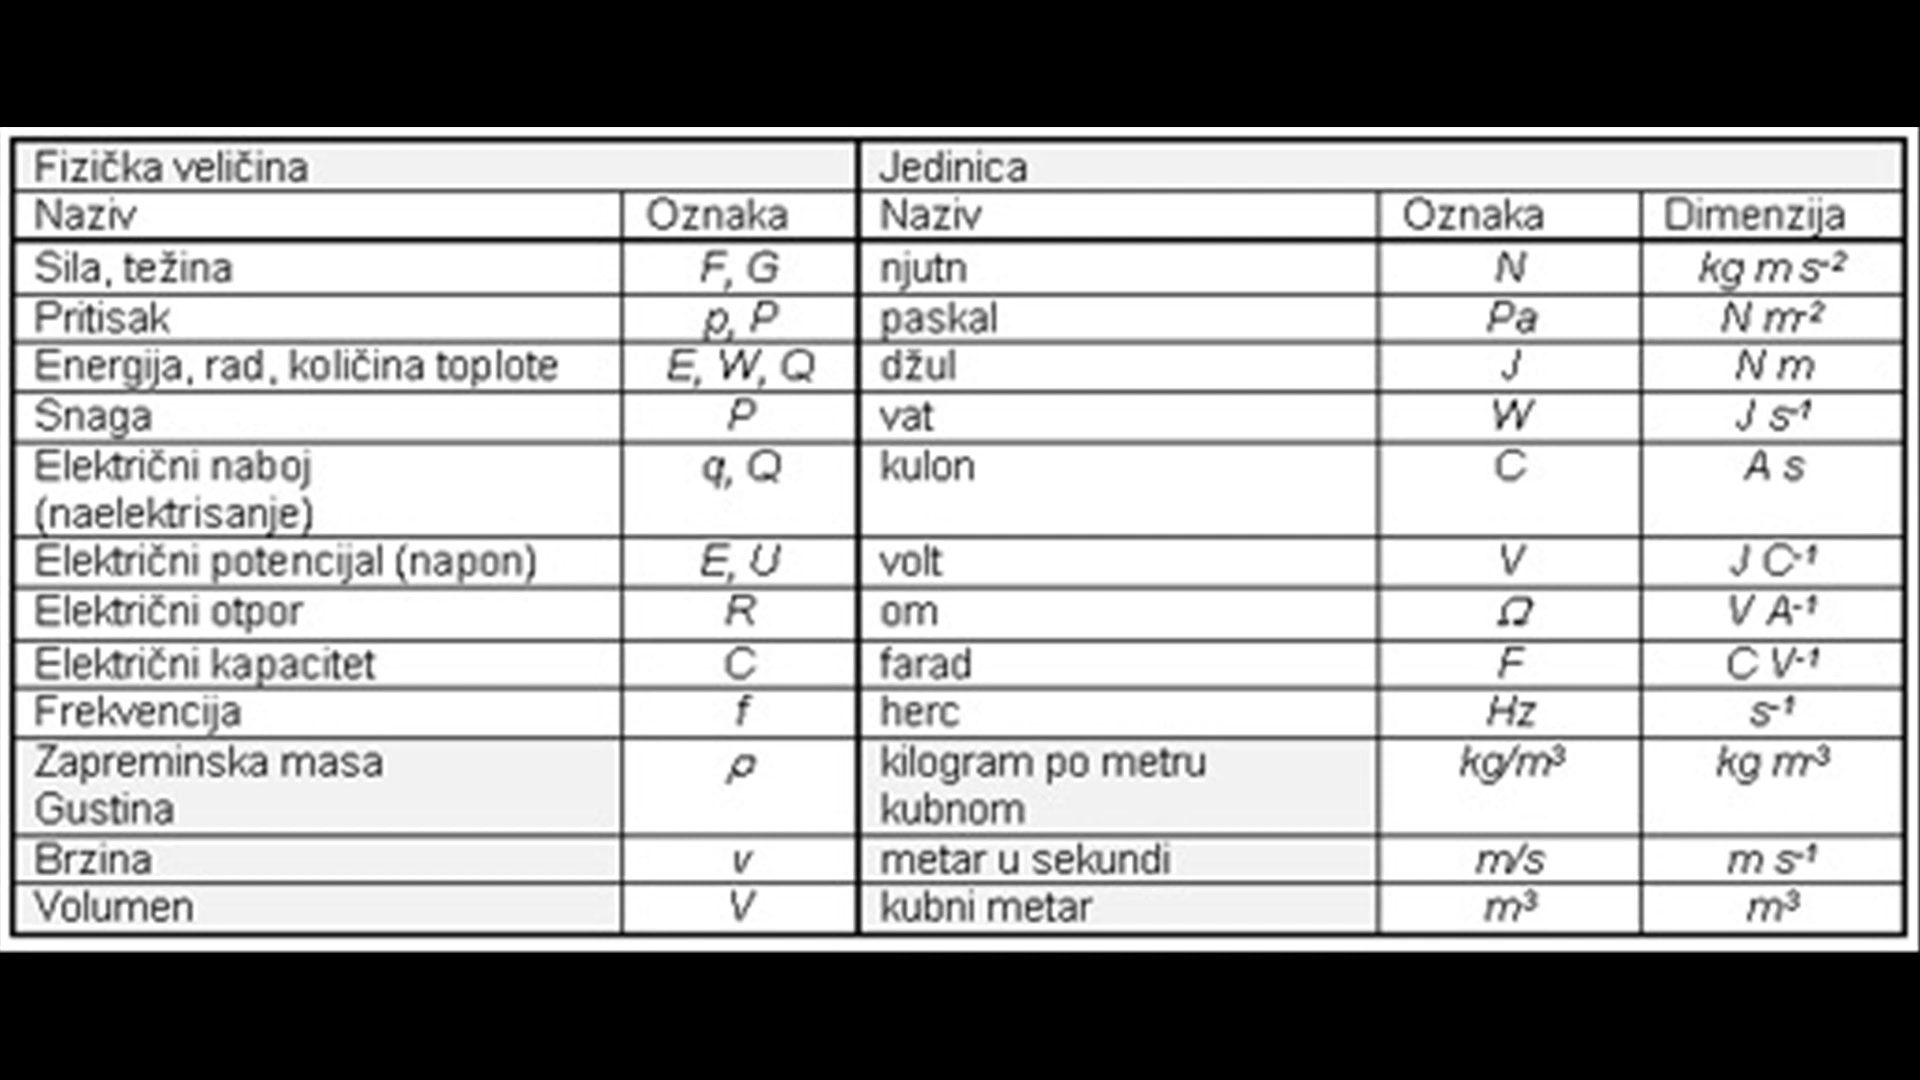 Fizička veličina Jedinica
Naziv Oznaka Naziv Oznaka Dimenzija
Sila, težina F, G njutn N kg m s-2
Pritisak p, P paskal Pa N m-2
Energija, rad, količina toplote E, W, Q džul J N m
Snaga P vat W J s-1
Električni naboj q, Q kulon C A s
(naelektrisanje)
Električni potencijal (napon) E, U volt V J C-1
Električni otpor R om Ω V A-1
Električni kapacitet C farad F C V-1
Frekvencija f herc Hz s-1
Zapreminska masa ρ kilogram po metru kg/m3 kg m-3
Gustina kubnom
Brzina v metar u sekundi m/s m s-1
Volumen V kubni metar m3 m3